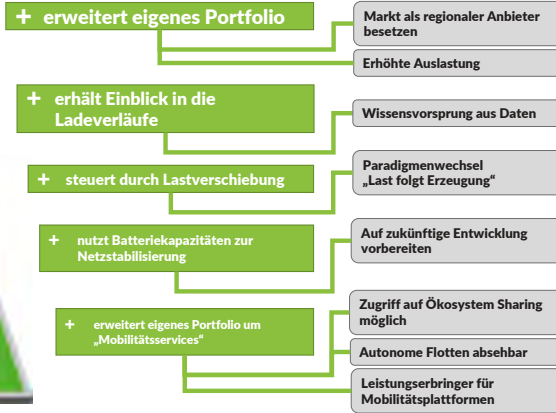 + erweitert eigenes Portfolio
Markt als regionaler Anbieter
besetzen
Erhöhte Auslastung
+ erhält Einblick in die
Ladeverläufe
Wissensvorsprung aus Daten
+ steuert durch Lastverschiebung
Paradigmenwechsel
„Last folgt Erzeugung“
+ nutzt Batteriekapazitäten zur
Netzstabilisierung
Auf zukünftige Entwicklung
vorbereiten
+ erweitert eigenes Portfolio um
„Mobilitätsservices“
Zugriff auf Ökosystem Sharing
möglich
Autonome Flotten absehbar
Leistungserbringer für
Mobilitätsplattformen